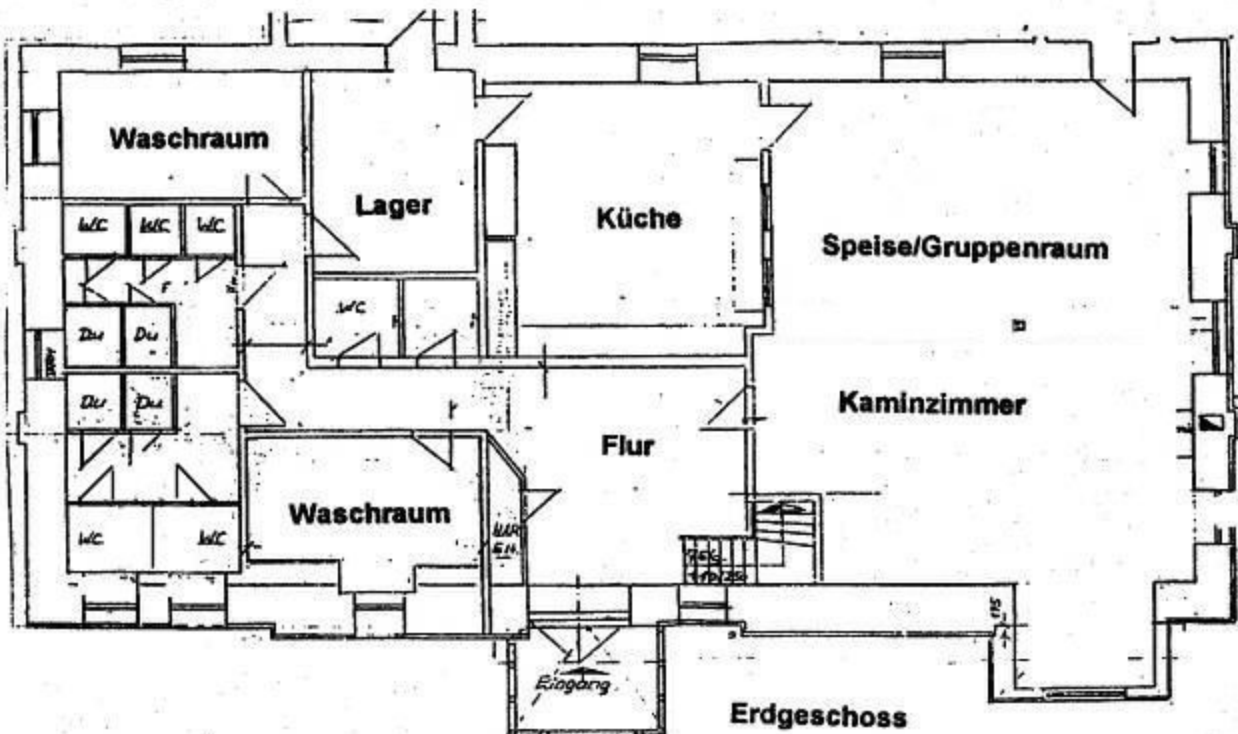 Waschraum
Lager
Küche
Speise/Gruppenraum
WC WC WC
WC
F
Du Du
Du Du
Kaminzimmer
Flur
Waschraum
WC WC
Eingang
Erdgeschoss